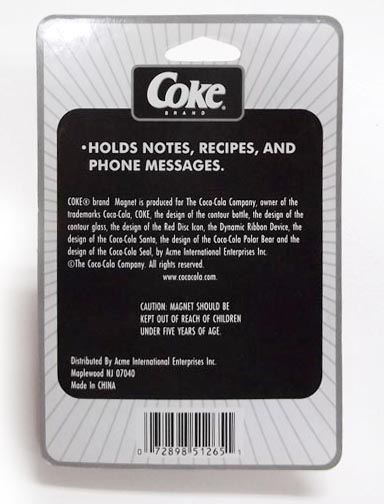 Coke®
BRAND
•HOLDS NOTES, RECIPES, AND
PHONE MESSAGES.
COKE® brand Magnet is produced for The Coca-Cola Company, owner of the
trademarks Coca-Cola, COKE, the design of the contour bottle, the design of the
contour glass, the design of the Red Disc Icon, the Dynamic Ribbon Device, the
design of the Coca-Cola Santa, the design of the Coca-Cola Polar Bear and the
design of the Coca-Cola Seal, by Acme International Enterprises Inc.
©The Coca-Cola Company. All rights reserved.
www.cocacola.com
CAUTION: MAGNET SHOULD BE
KEPT OUT OF REACH OF CHILDREN
UNDER FIVE YEARS OF AGE.
Distributed By Acme International Enterprises Inc.
Maplewood NJ 07040
Made In CHINA
0 72898 51265 1